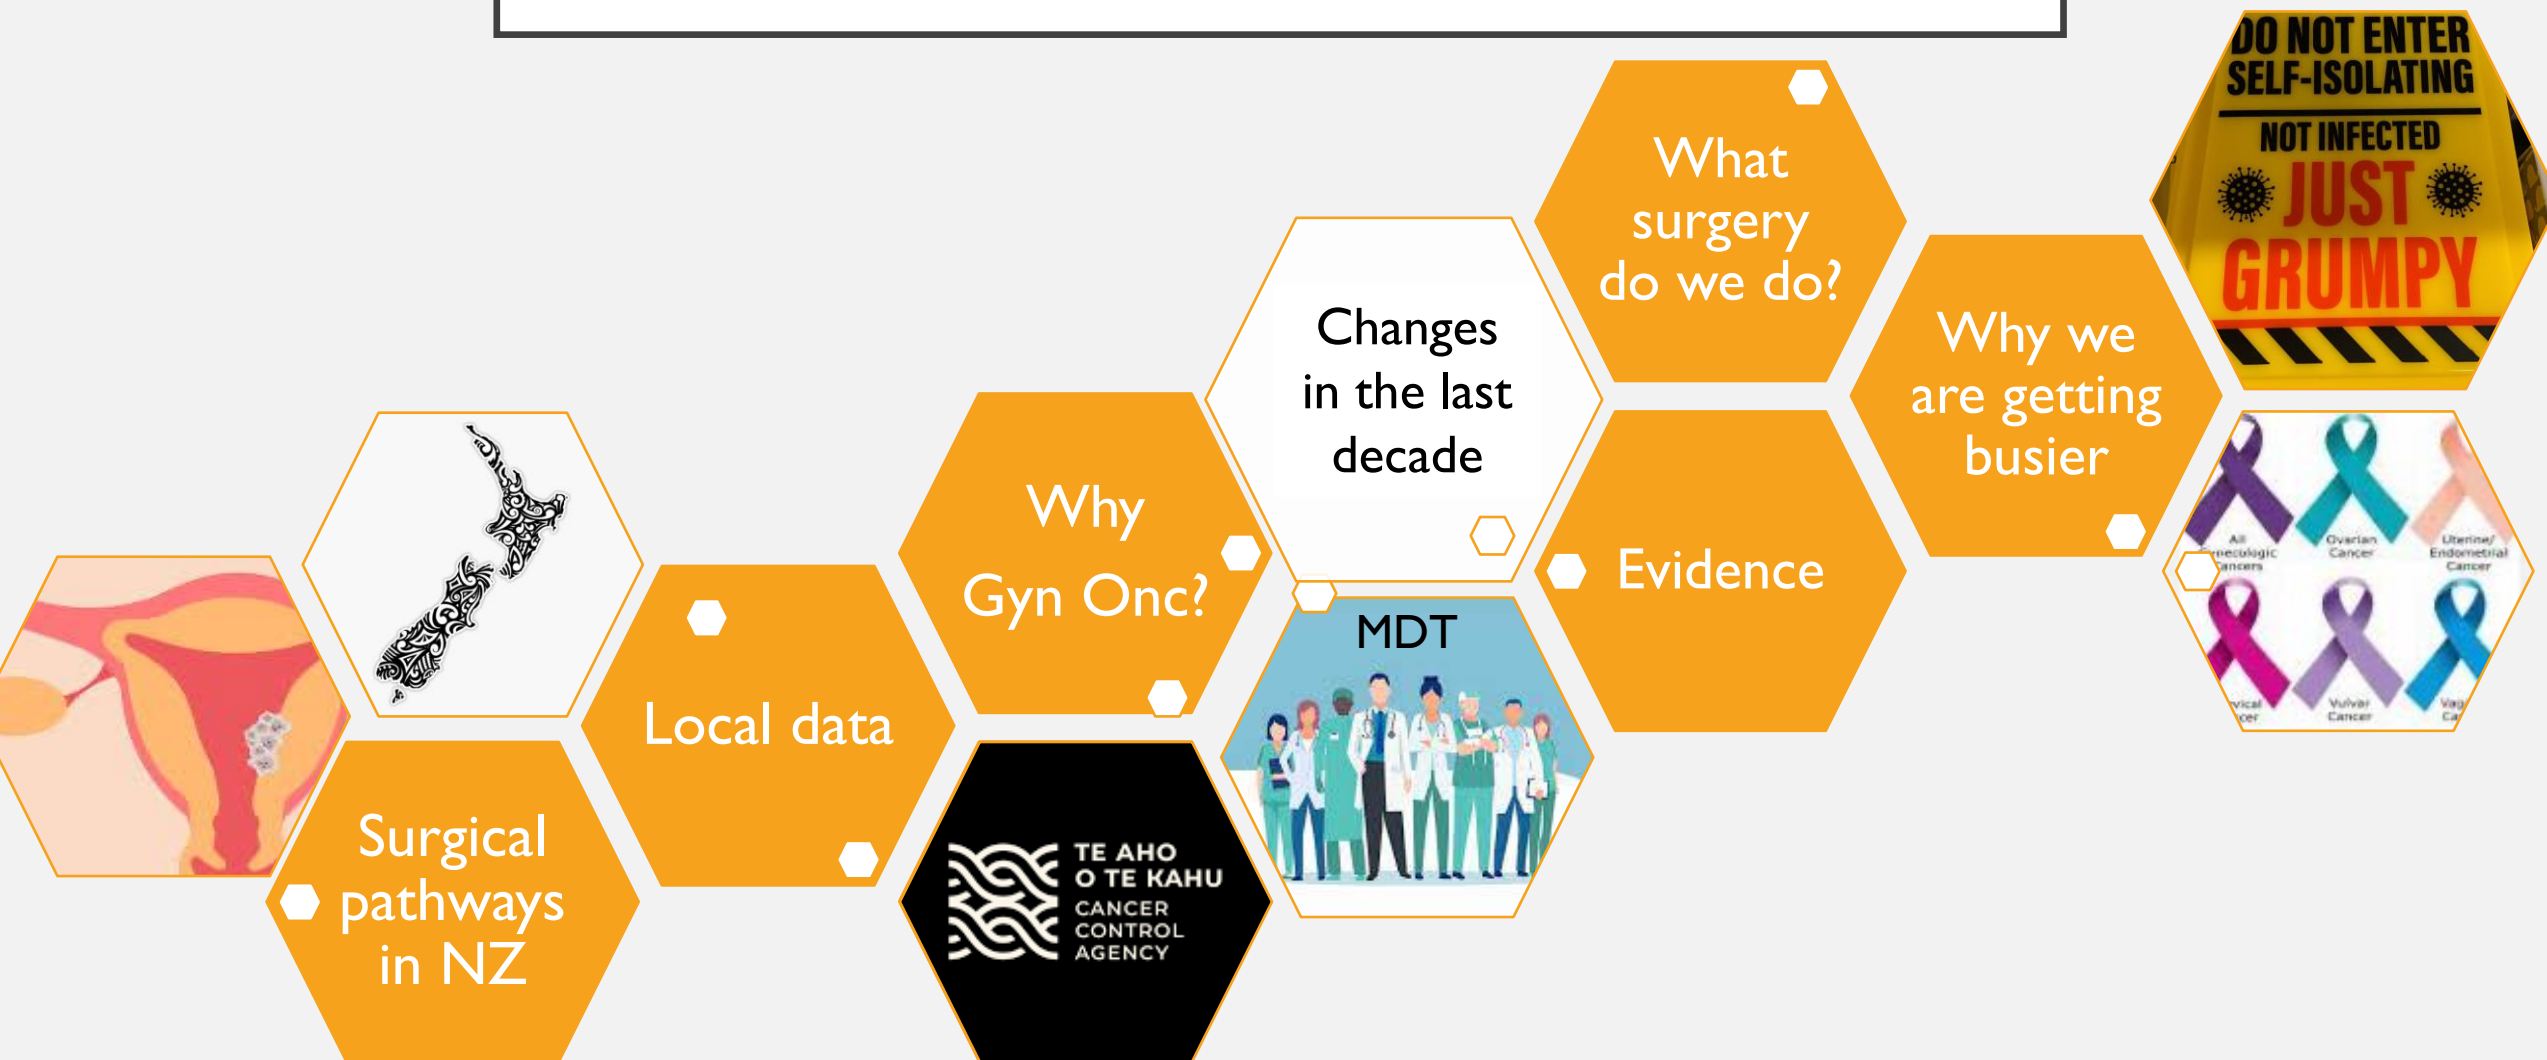 Surgical
pathways
in NZ
Local data
Why
Gyn Onc?
TE AHO
O TE KAHU
CANCER
CONTROL
AGENCY
Changes
in the last
decade
MDT
What
surgery
do we do?
Evidence
Why we
are getting
busier
DO NOT ENTER
SELF-ISOLATING
NOT INFECTED
JUST
GRUMPY
All
Ovarian
Cancer
Uterine/
Endometrial
Cancer
Vulvar
Cancer